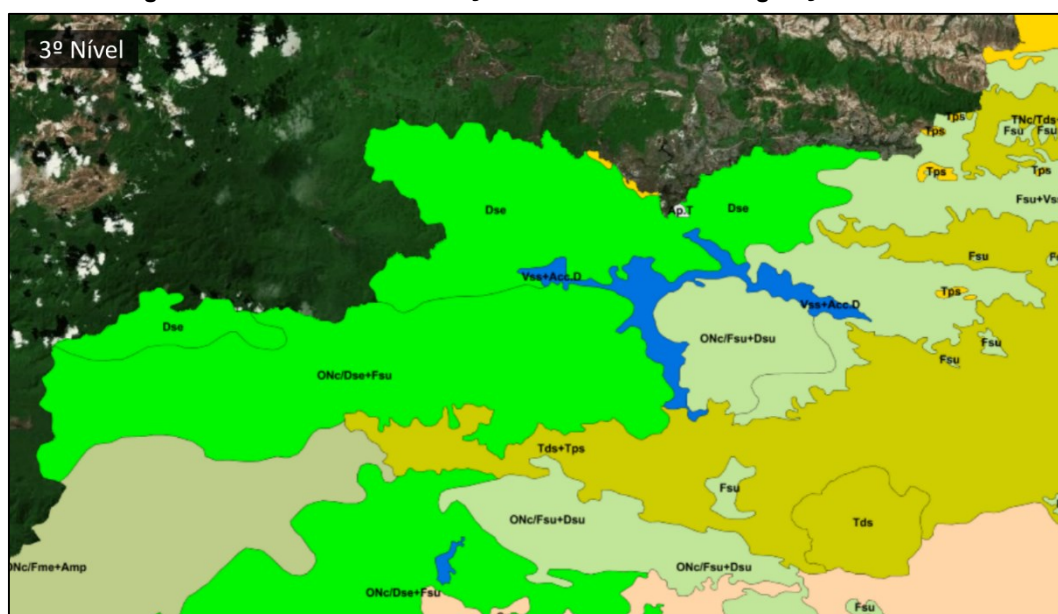 3º Nível
Tps
TNc/Tds+
Tps
Fsu
Fsu
Tps
Tps
Dse
Ap.T
Dse
Fsu+Vs
Fsu
Vss+Acc.D
Tps
Vss+Acc.D
Dse
ONc/Fsu+Dsu
Fsu
Fsu
ONc/Dse+Fsu
Tds+Tps
Fsu
ONc/Fsu+Dsu
Tds
ONc/Fme+Amp
ONc/Fsu+Dsu
ONc/Dse+Fsu
Fsu